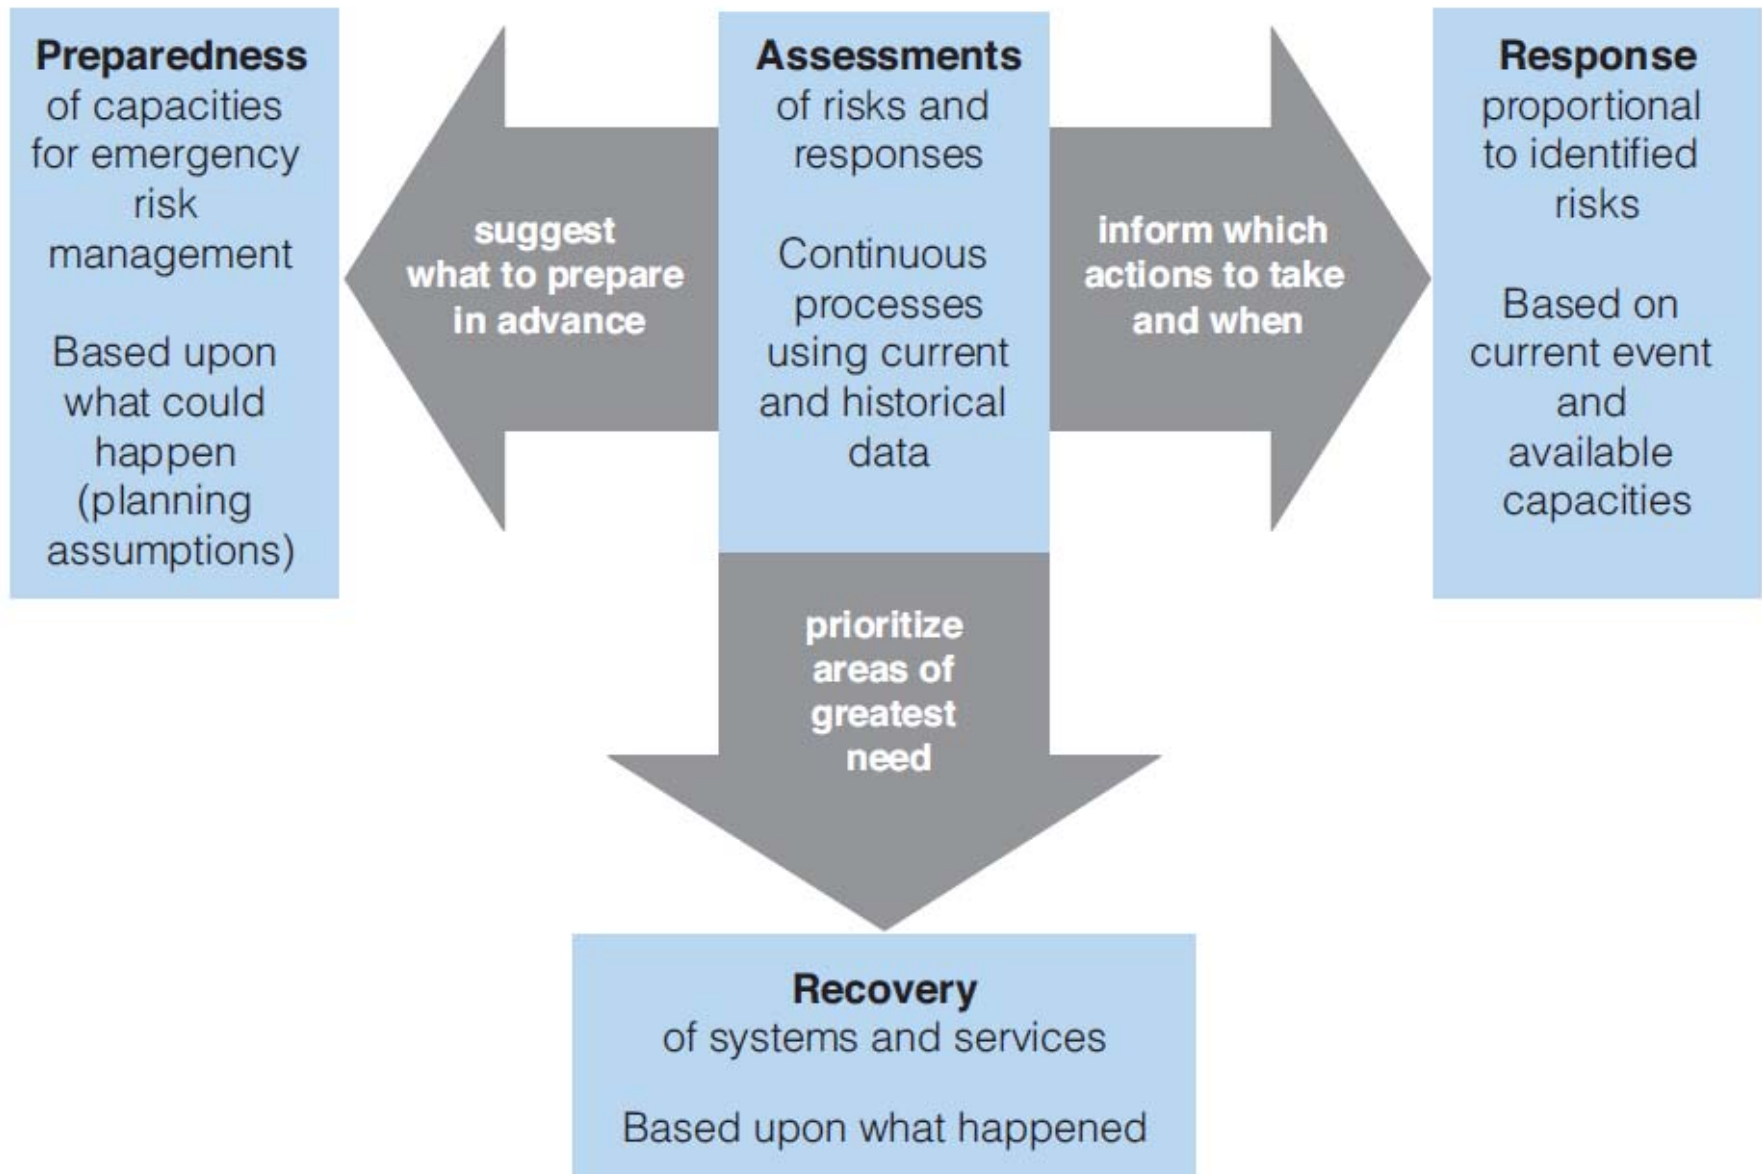 Preparedness
of capacities
for emergency
risk
management
Based upon
what could
happen
(planning
assumptions)
suggest
what to prepare
in advance
Assessments
of risks and
responses
Continuous
processes
using current
and historical
data
inform which
actions to take
and when
Response
proportional
to identified
risks
Based on
current event
and
available
capacities
prioritize
areas of
greatest
need
Recovery
of systems and services
Based upon what happened